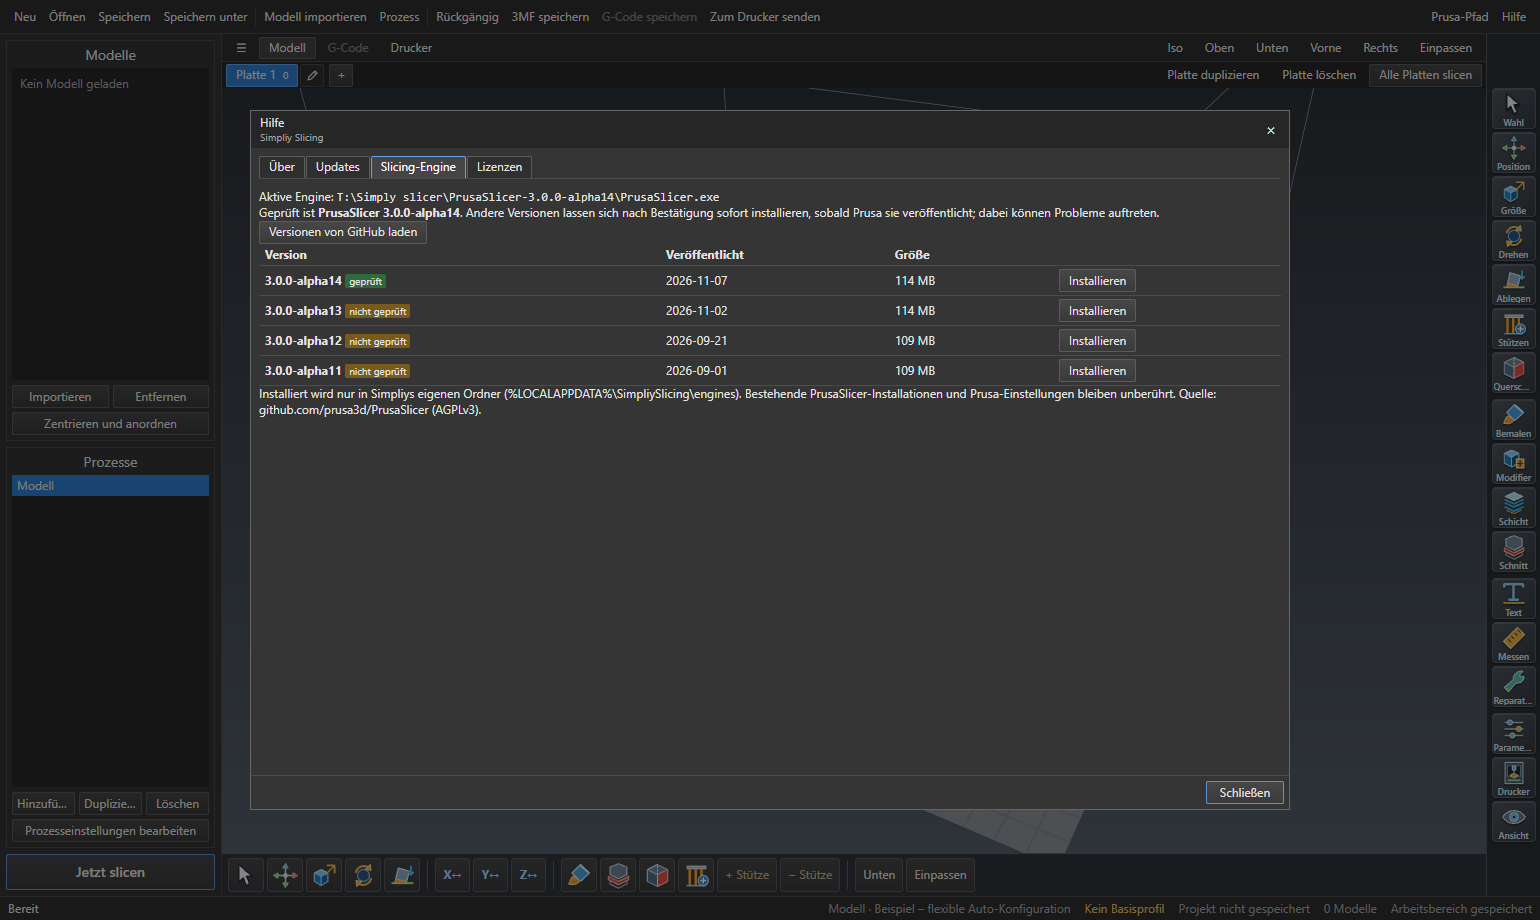 Neu Öffnen Speichern Speichern unter Modell importieren Prozess Rückgängig 3MF speichern G-Code speichern Zum Drucker senden Prusa-Pfad Hilfe
Modelle
Kein Modell geladen
Importieren Entfernen
Zentrieren und anordnen
Prozesse
Modell
Hinzufü... Duplizie... Löschen
Prozesseinstellungen bearbeiten
Jetzt slicen
☰ Modell G-Code Drucker Iso Oben Unten Vorne Rechts Einpassen
Platte 1 0 + Platte duplizieren Platte löschen Alle Platten slicen
Hilfe
Simpliy Slicing
×
Über Updates Slicing-Engine Lizenzen
Aktive Engine: T:\Simply slicer\PrusaSlicer-3.0.0-alpha14\PrusaSlicer.exe
Geprüft ist PrusaSlicer 3.0.0-alpha14. Andere Versionen lassen sich nach Bestätigung sofort installieren, sobald Prusa sie veröffentlicht; dabei können Probleme auftreten.
Versionen von GitHub laden
Version Veröffentlicht Größe
3.0.0-alpha14 geprüft 2026-11-07 114 MB Installieren
3.0.0-alpha13 nicht geprüft 2026-11-02 114 MB Installieren
3.0.0-alpha12 nicht geprüft 2026-09-21 109 MB Installieren
3.0.0-alpha11 nicht geprüft 2026-09-01 109 MB Installieren
Installiert wird nur in Simpliys eigenen Ordner (%LOCALAPPDATA%\SimpliySlicing\engines). Bestehende PrusaSlicer-Installationen und Prusa-Einstellungen bleiben unberührt. Quelle:
github.com/prusa3d/PrusaSlicer (AGPLv3).
Schließen
Wahl
Position
Größe
Drehen
Ablegen
Stützen
Quersc...
Bemalen
Modifier
Schicht
Schnitt
Text
Messen
Reparat...
Parame...
Drucker
Ansicht
X↔ Y↔ Z↔ + Stütze − Stütze Unten Einpassen
Bereit Modell · Beispiel – flexible Auto-Konfiguration Kein Basisprofil Projekt nicht gespeichert 0 Modelle Arbeitsbereich gespeichert